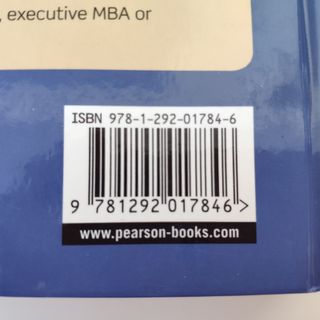 , executive MBA or
ISBN 978-1-292-01784-6
9 781292 017846 >
www.pearson-books.com